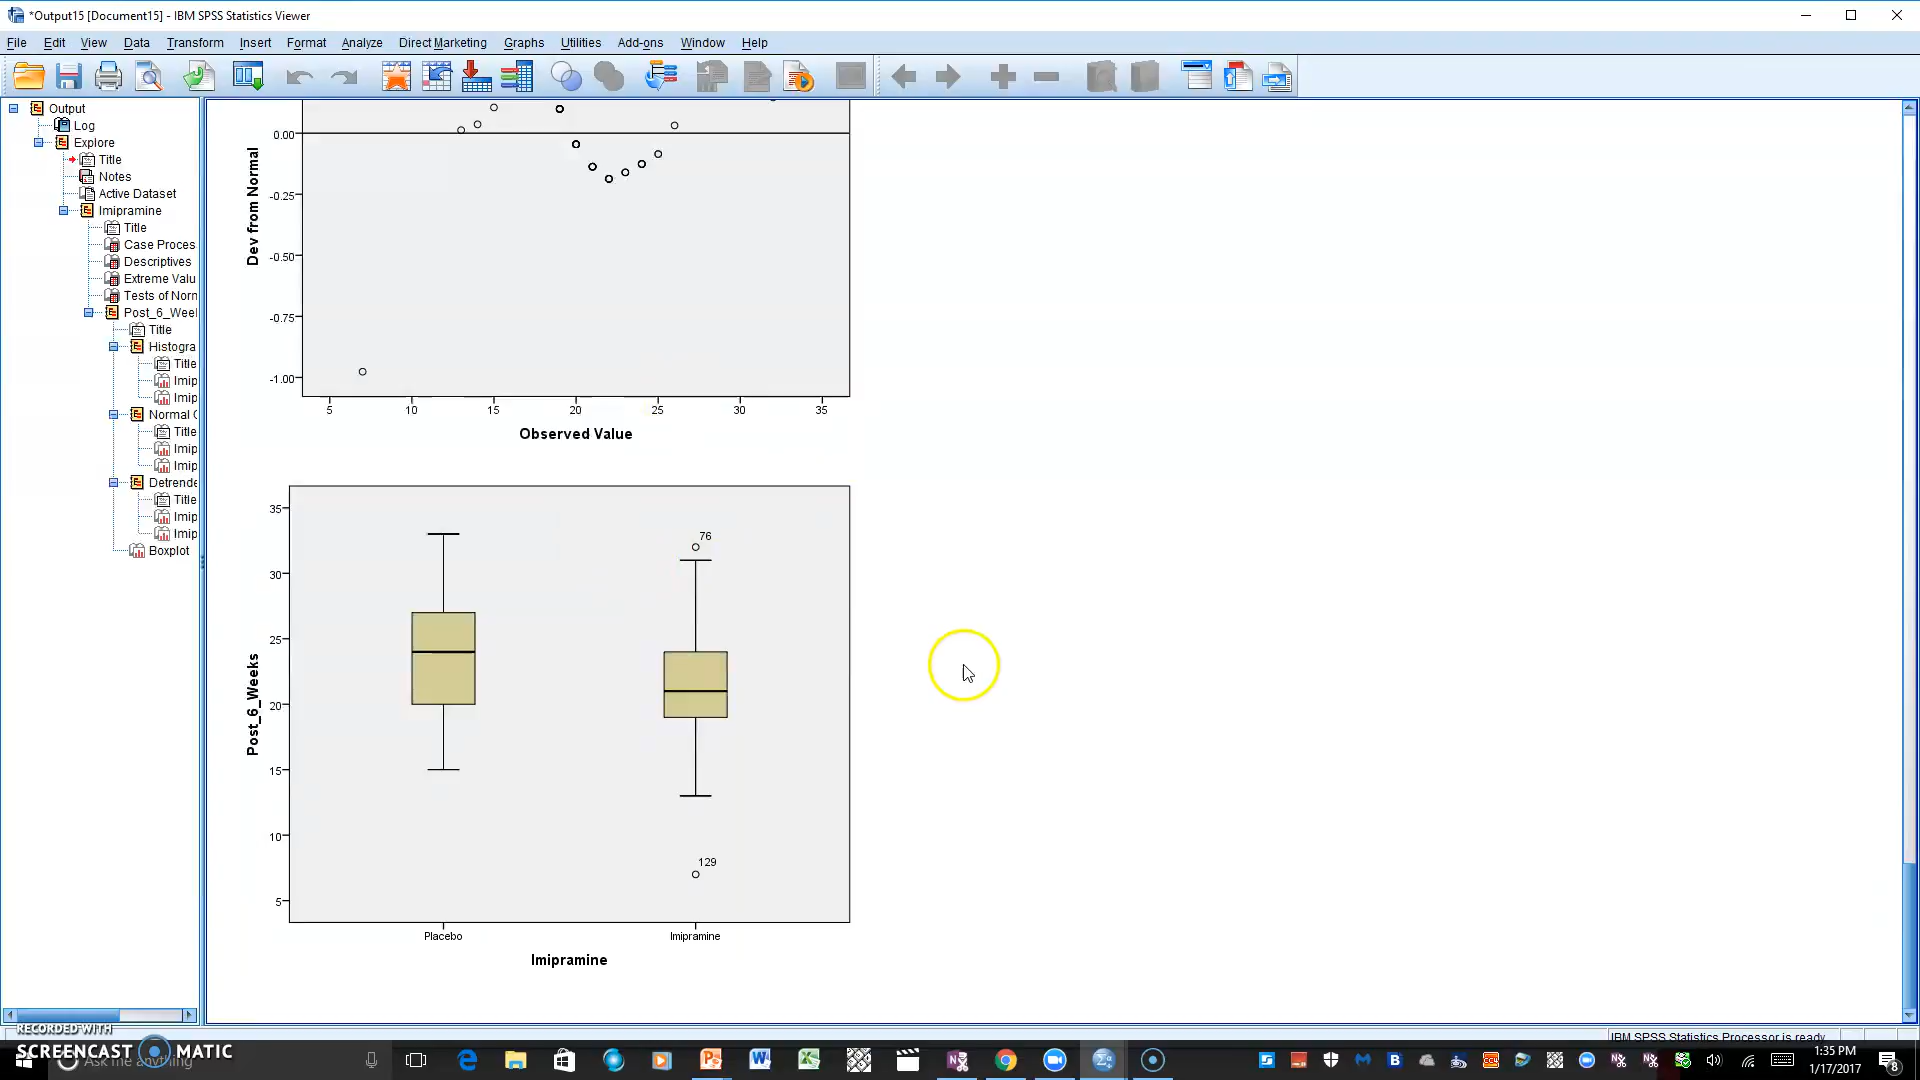 *Output15 [Document15] - IBM SPSS Statistics Viewer
File Edit View Data Transform Insert Format Analyze Direct Marketing Graphs Utilities Add-ons Window Help
Output
Log
Explore
Title
Notes
Active Dataset
Imipramine
Title
Case Proces
Descriptives
Extreme Valu
Tests of Norn
Post_6_Weel
Title
Histogra
Title
Imip
Imip
Normal
Title
Imip
Imip
Detrende
Title
Imip
Imip
Boxplot
0.00
-0.25
-0.50
-0.75
-1.00
Dev from Normal
5 10 15 20 25 30 35
Observed Value
35
30
25
20
15
10
5
Post_6_Weeks
76
129
Placebo Imipramine
Imipramine
IBM SPSS Statistics Processor is ready
RECORDED WITH
SCREENCAST MATIC
Ask me anything
1:35 PM
1/17/2017
8